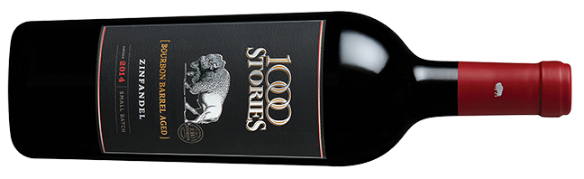 1000
STORIES
[ BOURBON BARREL AGED ]
ZINFANDEL
2014 | SMALL BATCH